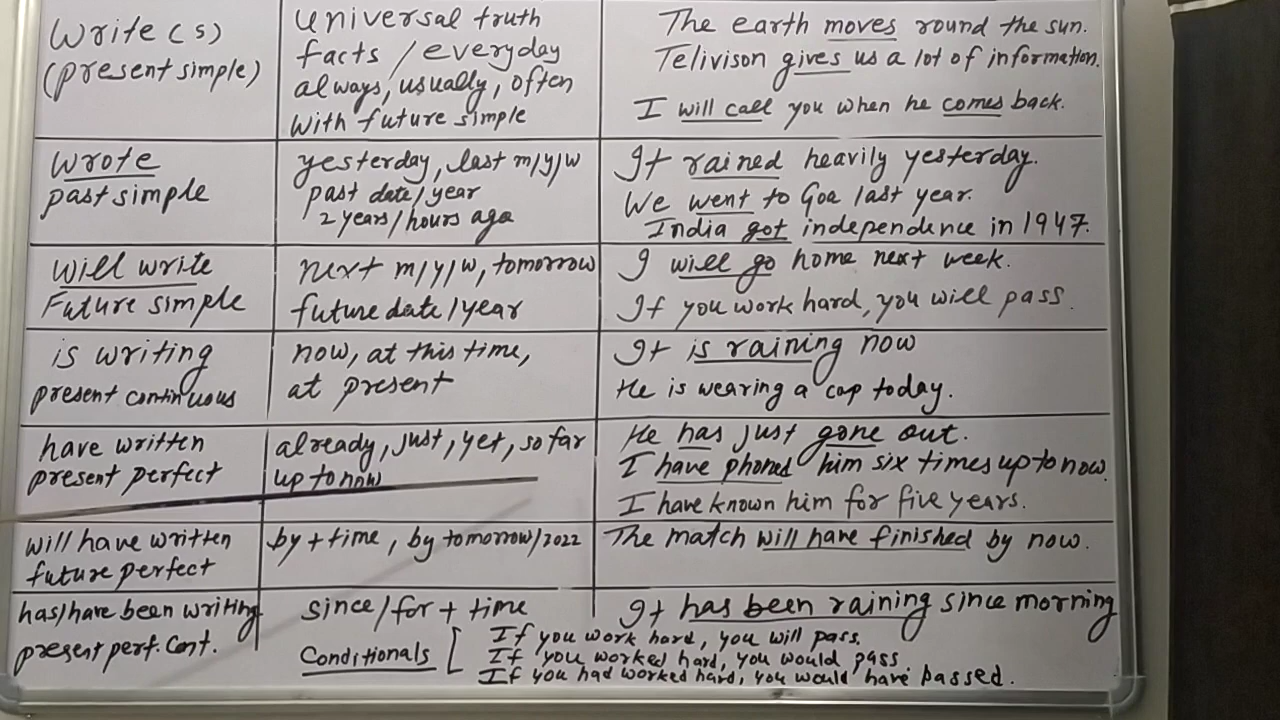 write(s)
(present simple)
universal truth
facts / everyday
always, usually, often
with future simple
The earth moves round the sun.
Telivison gives us a lot of information.
I will call you when he comes back.
wrote
past simple
yesterday, last m/y/w
past date/year
2 years/hours ago
It rained heavily yesterday.
We went to Goa last year.
India got independence in 1947.
will write
Future simple
next m/y/w, tomorrow
future date/year
I will go home next week.
If you work hard, you will pass.
is writing
present continuous
now, at this time,
at present
It is raining now
He is wearing a cap today.
have written
present perfect
already, just, yet, so far
up to now
He has just gone out.
I have phoned him six times up to now.
I have known him for five years.
will have written
future perfect
by + time, by tomorrow/2022
The match will have finished by now.
has/have been writing
present perf. cont.
since/for + time
It has been raining since morning
Conditionals
If you work hard, you will pass.
If you worked hard, you would pass.
If you had worked hard, you would have passed.